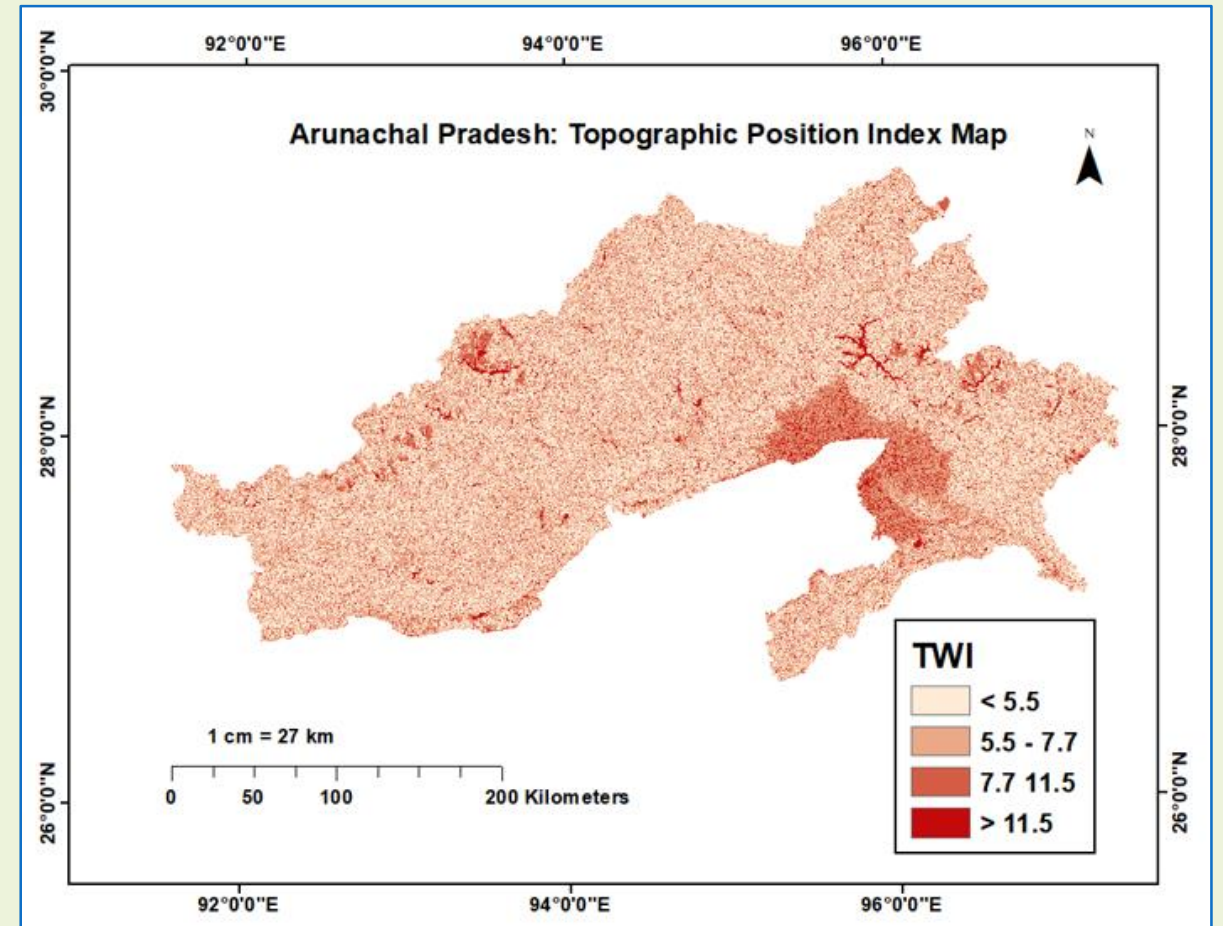 92°0'0"E 94°0'0"E 96°0'0"E
30°0'0"N
Arunachal Pradesh: Topographic Position Index Map
N
28°0'0"N
28°0'0"N
TWI
< 5.5
5.5 - 7.7
7.7 11.5
> 11.5
1 cm = 27 km
0 50 100 200 Kilometers
26°0'0"N
26°0'0"N
92°0'0"E 94°0'0"E 96°0'0"E